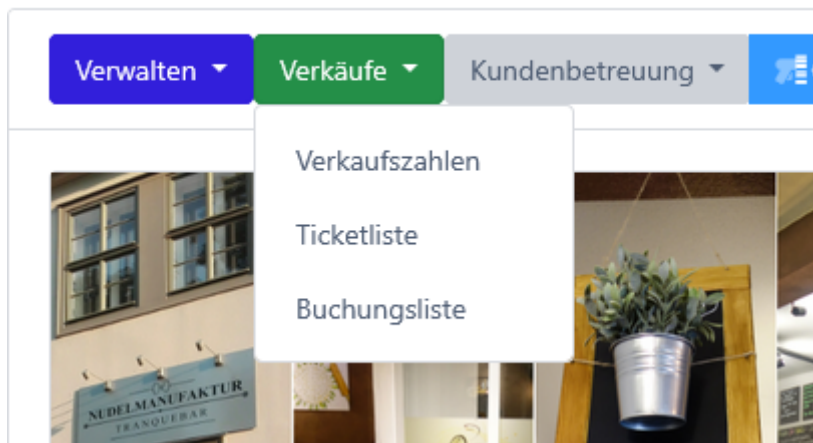 Verwalten
Verkäufe
Kundenbetreuung
Verkaufszahlen
Ticketliste
Buchungsliste
NUDELMANUFAKTUR
TRANQUEBAR